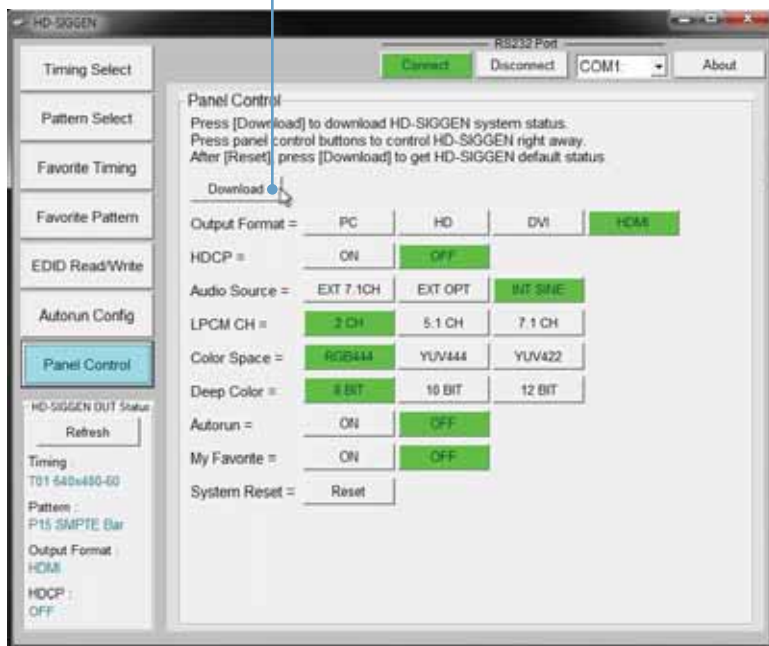 HD-SIGGEN
RS232 Port
Connect Disconnect COM1 About
Timing Select
Pattern Select
Favorite Timing
Favorite Pattern
EDID Read/Write
Autorun Config
Panel Control
HD-SIGGEN OUT Status
Refresh
Timing :
T01 640x480-60
Pattern :
P15 SMPTE Bar
Output Format :
HDMI
HDCP :
OFF
Panel Control
Press [Download] to download HD-SIGGEN system status.
Press panel control buttons to control HD-SIGGEN right away.
After [Reset], press [Download] to get HD-SIGGEN default status
Download
Output Format = PC HD DVI HDMI
HDCP = ON OFF
Audio Source = EXT 7.1CH EXT OPT INT SINE
LPCM CH = 2 CH 5.1 CH 7.1 CH
Color Space = RGB444 YUV444 YUV422
Deep Color = 8 BIT 10 BIT 12 BIT
Autorun = ON OFF
My Favorite = ON OFF
System Reset = Reset